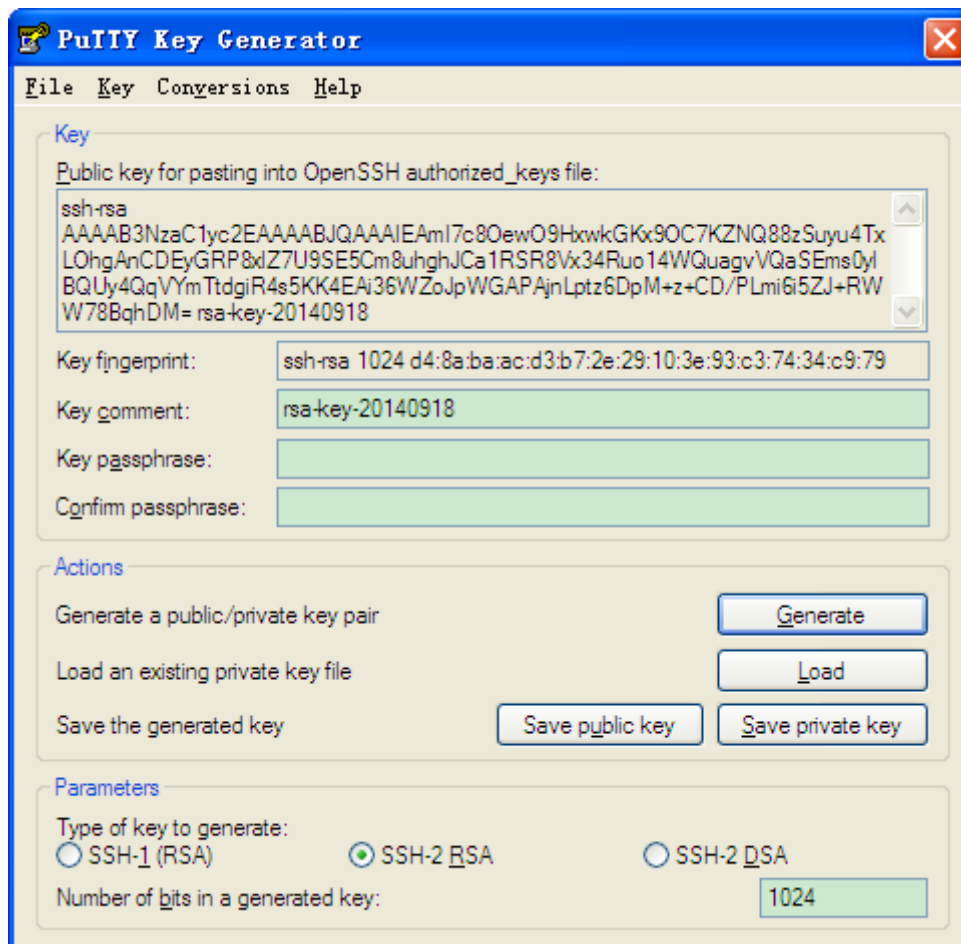 PuTTY Key Generator
File Key Conversions Help
Key
Public key for pasting into OpenSSH authorized_keys file:
ssh-rsa
AAAAB3NzaC1yc2EAAAABJQAAAIEAmI7c8OewO9HxwkGKx9OC7KZNQ88zSuyu4Tx
LOhgAnCDEyGRP8xIZ7U9SE5Cm8uhghJCa1RSR8Vx34Ruo14WQuagvVQaSEms0yI
BQUy4QqVYmTtdgiR4s5KK4EAi36WZoJpWGAPAjnLptz6DpM+z+CD/PLmi6i5ZJ+RW
W78BqhDM= rsa-key-20140918
Key fingerprint: ssh-rsa 1024 d4:8a:ba:ac:d3:b7:2e:29:10:3e:93:c3:74:34:c9:79
Key comment: rsa-key-20140918
Key passphrase:
Confirm passphrase:
Actions
Generate a public/private key pair Generate
Load an existing private key file Load
Save the generated key Save public key Save private key
Parameters
Type of key to generate:
SSH-1 (RSA) SSH-2 RSA SSH-2 DSA
Number of bits in a generated key: 1024